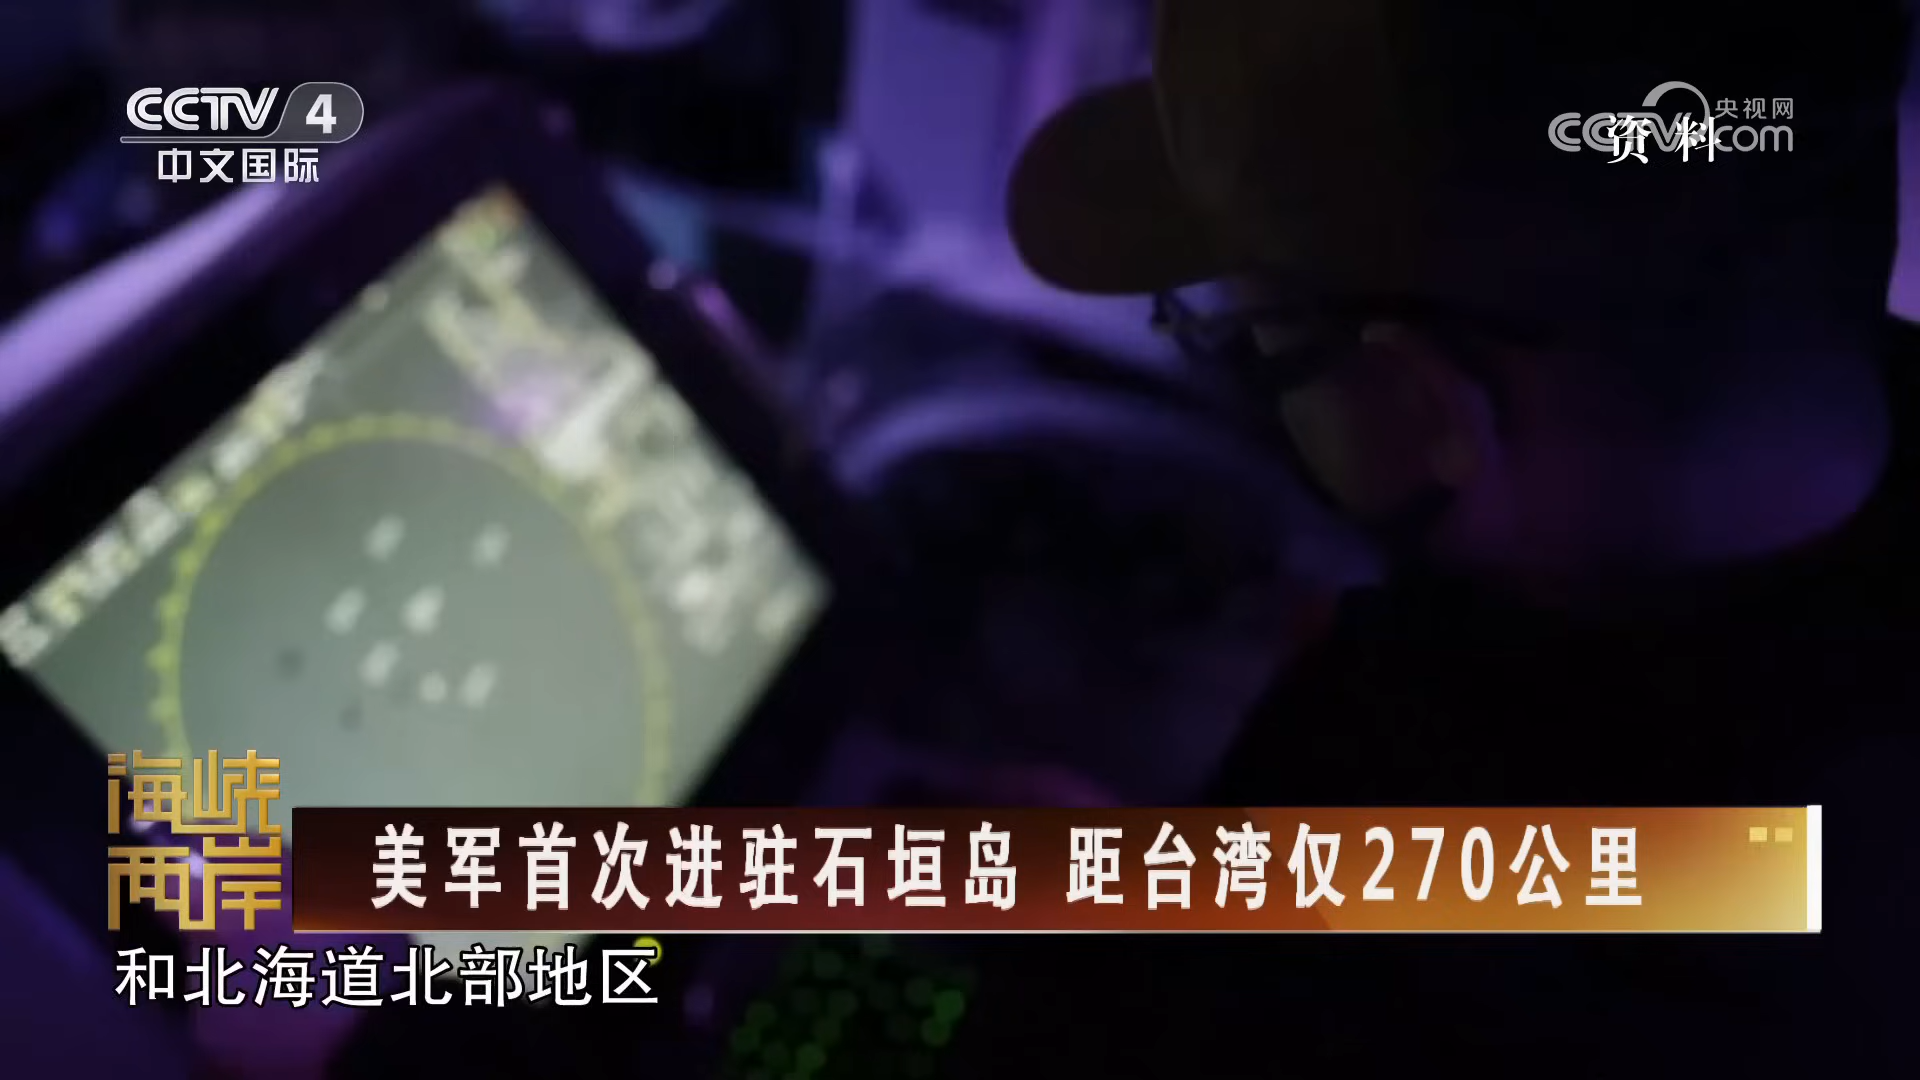 CCTV 4
中文国际
央视网
CCTV.com
资料
海峡
两岸
美军首次进驻石垣岛 距台湾仅270公里
和北海道北部地区